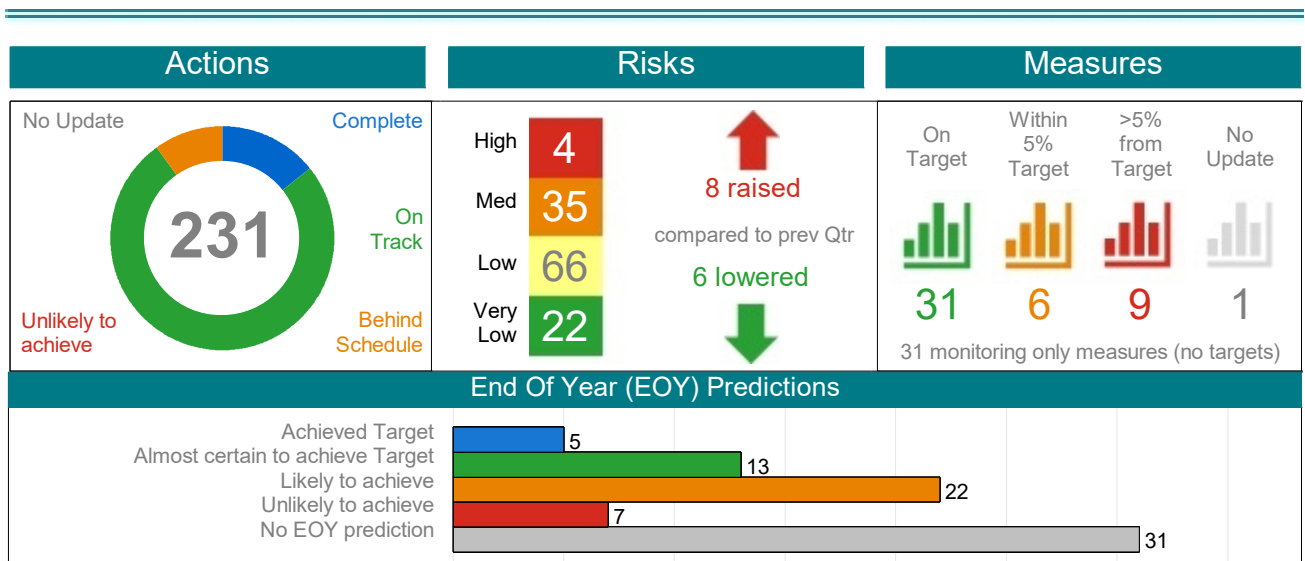 Actions
No Update
Complete
231
On
Track
Unlikely to
achieve
Behind
Schedule
Risks
High
4
Med
35
Low
66
Very
Low
22
8 raised
compared to prev Qtr
6 lowered
Measures
On
Target
Within
5%
Target
>5%
from
Target
No
Update
31
6
9
1
31 monitoring only measures (no targets)
End Of Year (EOY) Predictions
Achieved Target
5
Almost certain to achieve Target
13
Likely to achieve
22
Unlikely to achieve
7
No EOY prediction
31